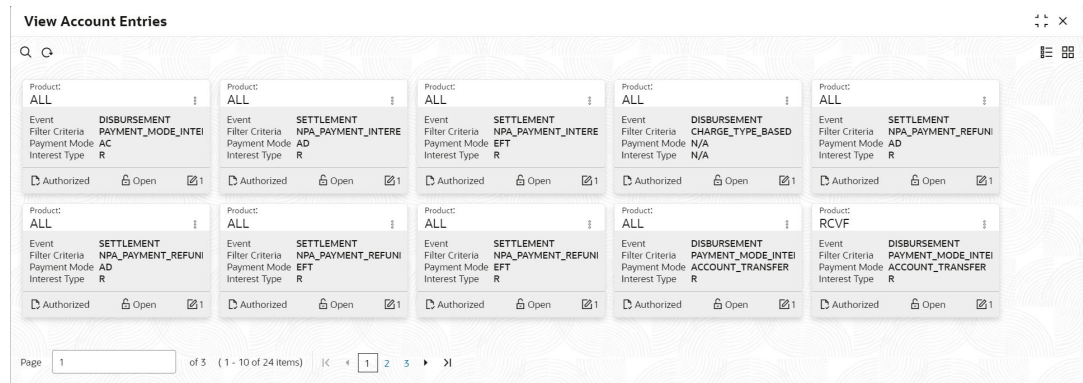 View Account Entries
Product:
ALL
Event DISBURSEMENT
Filter Criteria PAYMENT_MODE_INTEI
Payment Mode AC
Interest Type R
Authorized Open 1
Product:
ALL
Event SETTLEMENT
Filter Criteria NPA_PAYMENT_INTERE
Payment Mode AD
Interest Type R
Authorized Open 1
Product:
ALL
Event SETTLEMENT
Filter Criteria NPA_PAYMENT_INTERE
Payment Mode EFT
Interest Type R
Authorized Open 1
Product:
ALL
Event DISBURSEMENT
Filter Criteria CHARGE_TYPE_BASED
Payment Mode N/A
Interest Type N/A
Authorized Open 1
Product:
ALL
Event SETTLEMENT
Filter Criteria NPA_PAYMENT_REFUNI
Payment Mode AD
Interest Type R
Authorized Open 1
Product:
ALL
Event SETTLEMENT
Filter Criteria NPA_PAYMENT_REFUNI
Payment Mode AD
Interest Type R
Authorized Open 1
Product:
ALL
Event SETTLEMENT
Filter Criteria NPA_PAYMENT_REFUNI
Payment Mode EFT
Interest Type R
Authorized Open 1
Product:
ALL
Event SETTLEMENT
Filter Criteria NPA_PAYMENT_REFUNI
Payment Mode EFT
Interest Type R
Authorized Open 1
Product:
ALL
Event DISBURSEMENT
Filter Criteria PAYMENT_MODE_INTEI
Payment Mode ACCOUNT_TRANSFER
Interest Type R
Authorized Open 1
Product:
RCVF
Event DISBURSEMENT
Filter Criteria PAYMENT_MODE_INTEI
Payment Mode ACCOUNT_TRANSFER
Interest Type R
Authorized Open 1
Page 1 of 3 ( 1 - 10 of 24 items) 1 2 3